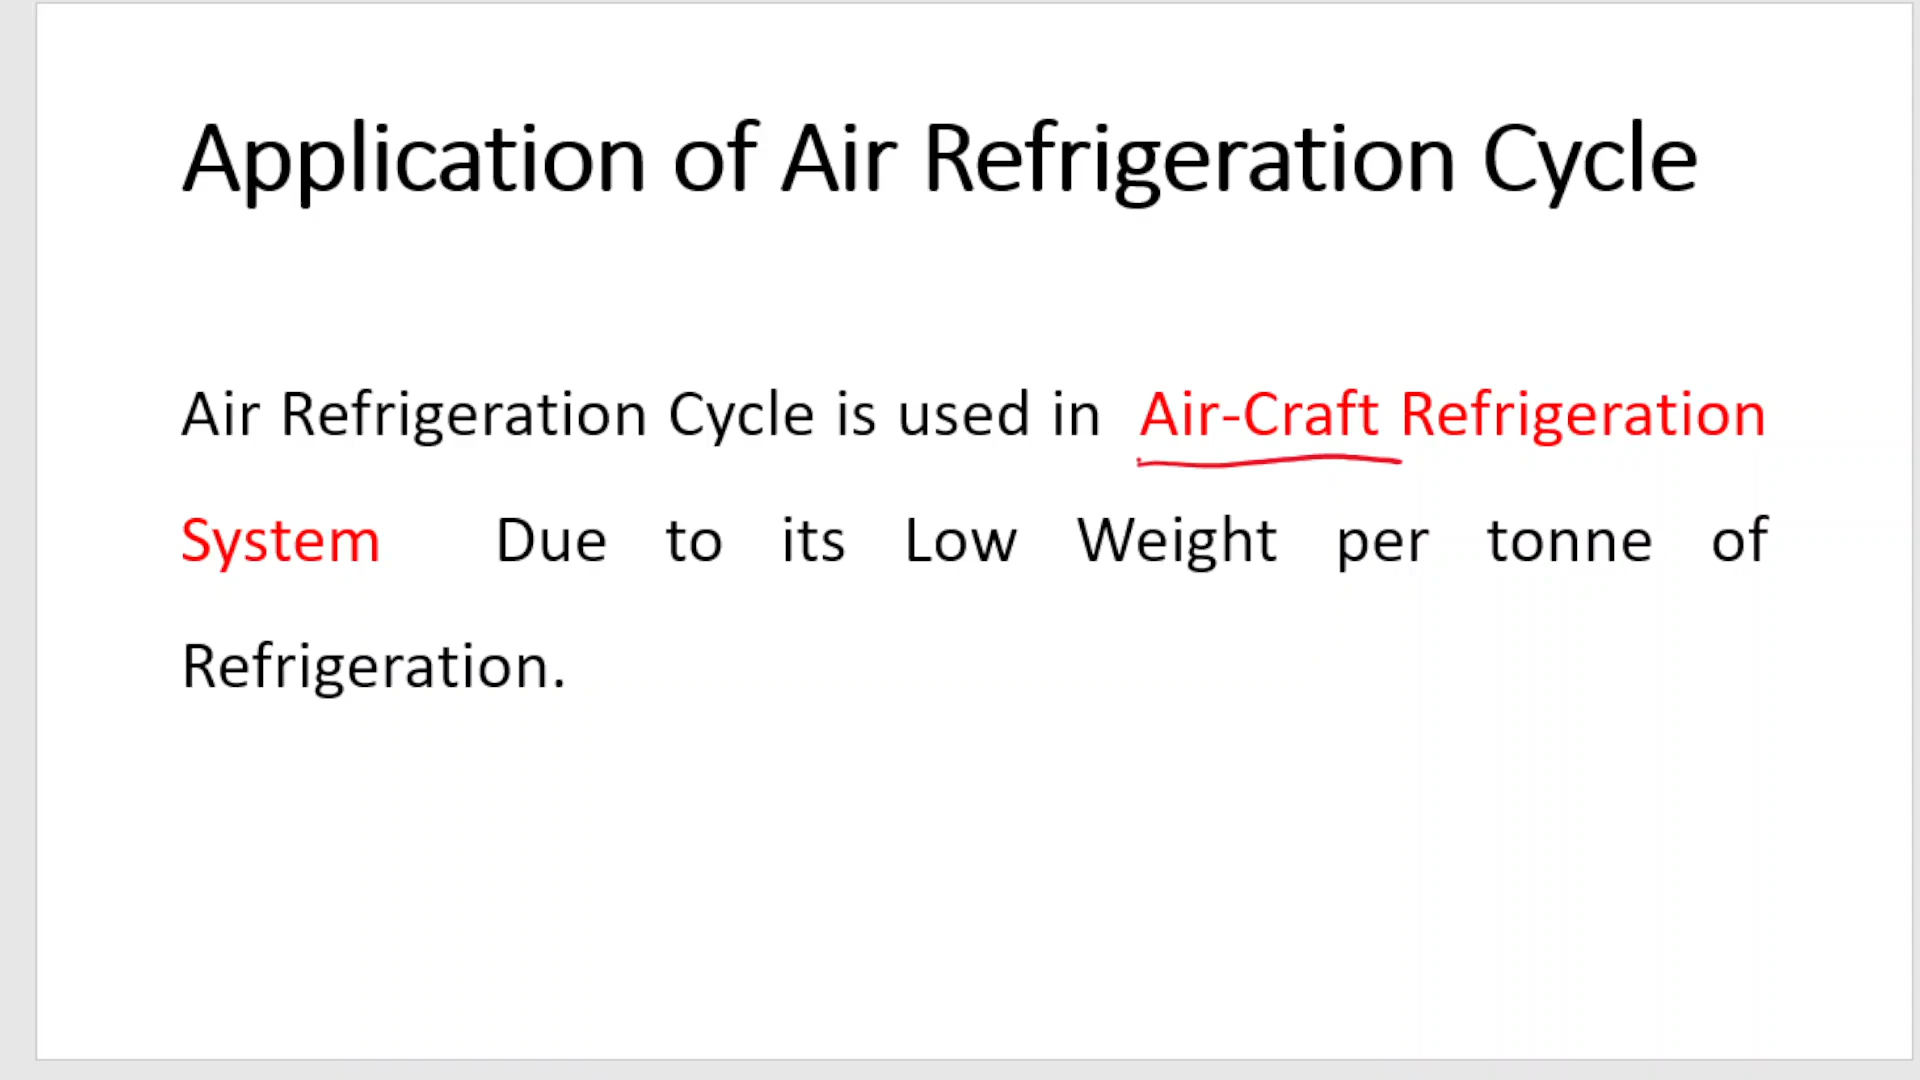 Application of Air Refrigeration Cycle
Air Refrigeration Cycle is used in Air-Craft Refrigeration
System Due to its Low Weight per tonne of
Refrigeration.